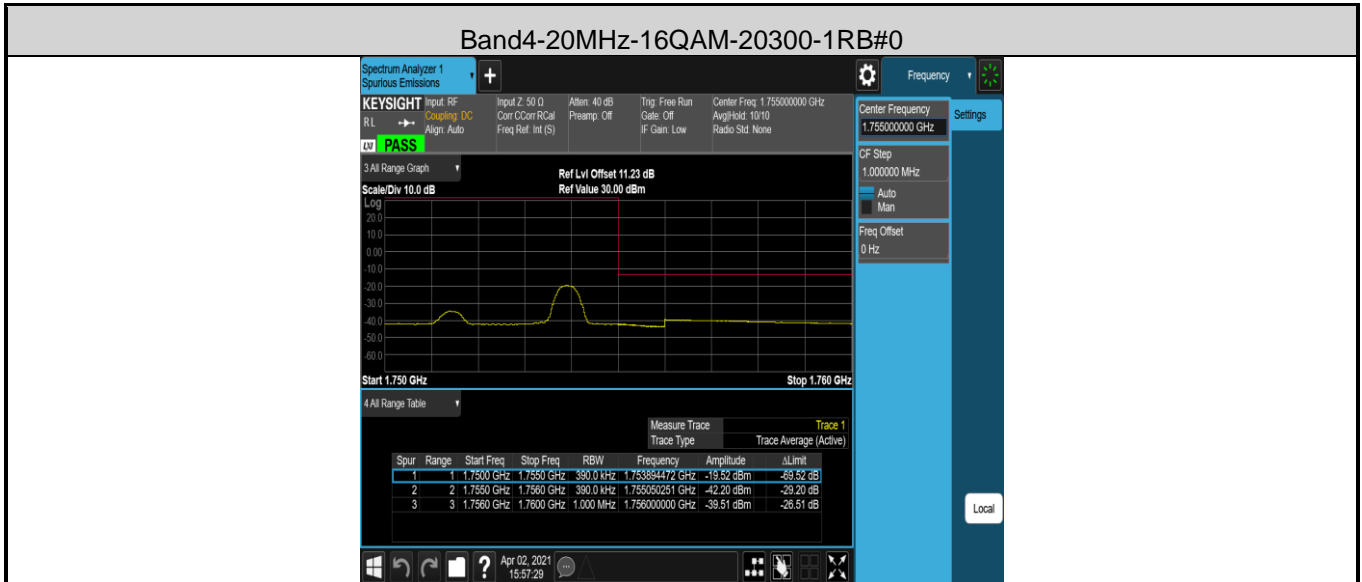 Band4-20MHz-16QAM-20300-1RB#0
Spectrum Analyzer 1
Spurious Emissions
+
Frequency
KEYSIGHT
RL
LXI
PASS
Input: RF
Coupling: DC
Align: Auto
Input Z: 50 Ω
Corr CCorr RCal
Freq Ref: Int (S)
Atten: 40 dB
Preamp: Off
Trig: Free Run
Gate: Off
IF Gain: Low
Center Freq: 1.755000000 GHz
Avg|Hold: 10/10
Radio Std: None
Center Frequency
1.755000000 GHz
Settings
CF Step
1.000000 MHz
Auto
Man
Freq Offset
0 Hz
3 All Range Graph
Ref Lvl Offset 11.23 dB
Scale/Div 10.0 dB
Ref Value 30.00 dBm
Log
20.0
10.0
0.00
-10.0
-20.0
-30.0
-40.0
-50.0
-60.0
Start 1.750 GHz
Stop 1.760 GHz
4 All Range Table
Measure Trace Trace 1
Trace Type Trace Average (Active)
Spur Range Start Freq Stop Freq RBW Frequency Amplitude ΔLimit
1 1 1.7500 GHz 1.7550 GHz 390.0 kHz 1.753894472 GHz -19.52 dBm -69.52 dB
2 2 1.7550 GHz 1.7560 GHz 390.0 kHz 1.755050251 GHz -42.20 dBm -29.20 dB
3 3 1.7560 GHz 1.7600 GHz 1.000 MHz 1.756000000 GHz -39.51 dBm -26.51 dB
Local
?
Apr 02, 2021
15:57:29